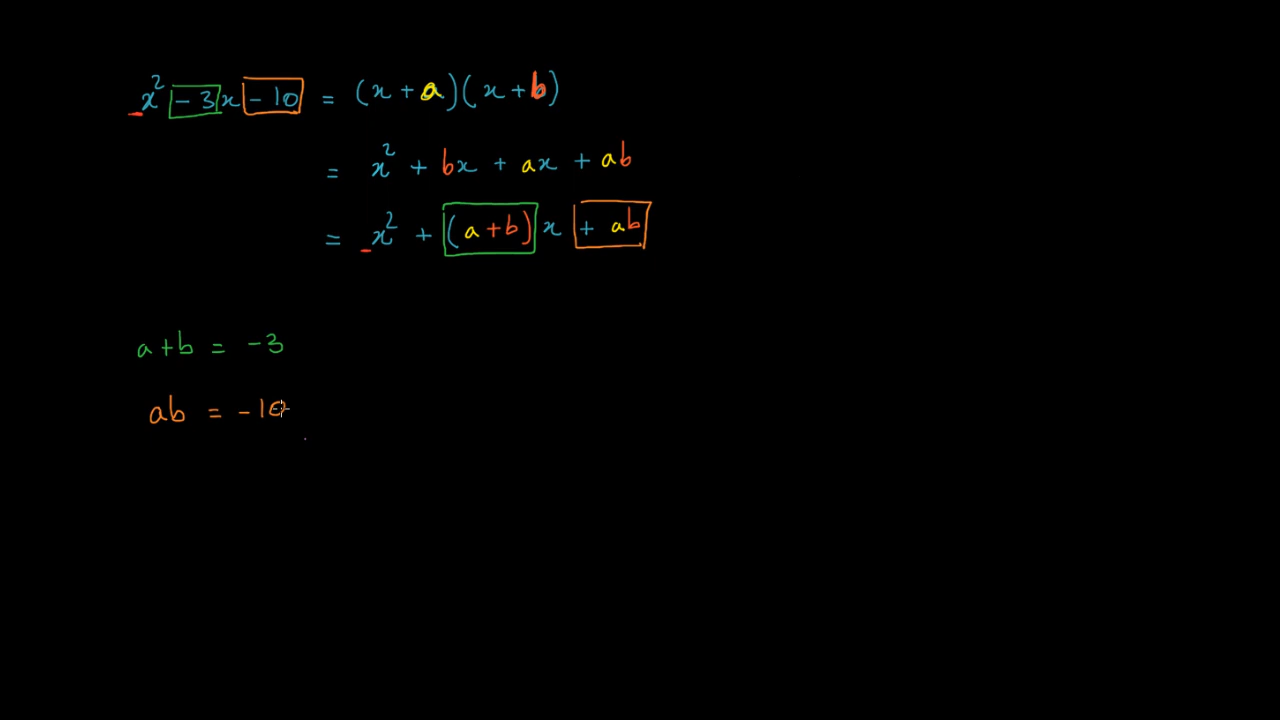 x² - 3x - 10 = (x + a)(x + b)
= x² + bx + ax + ab
= x² + (a + b)x + ab
a + b = -3
ab = -10